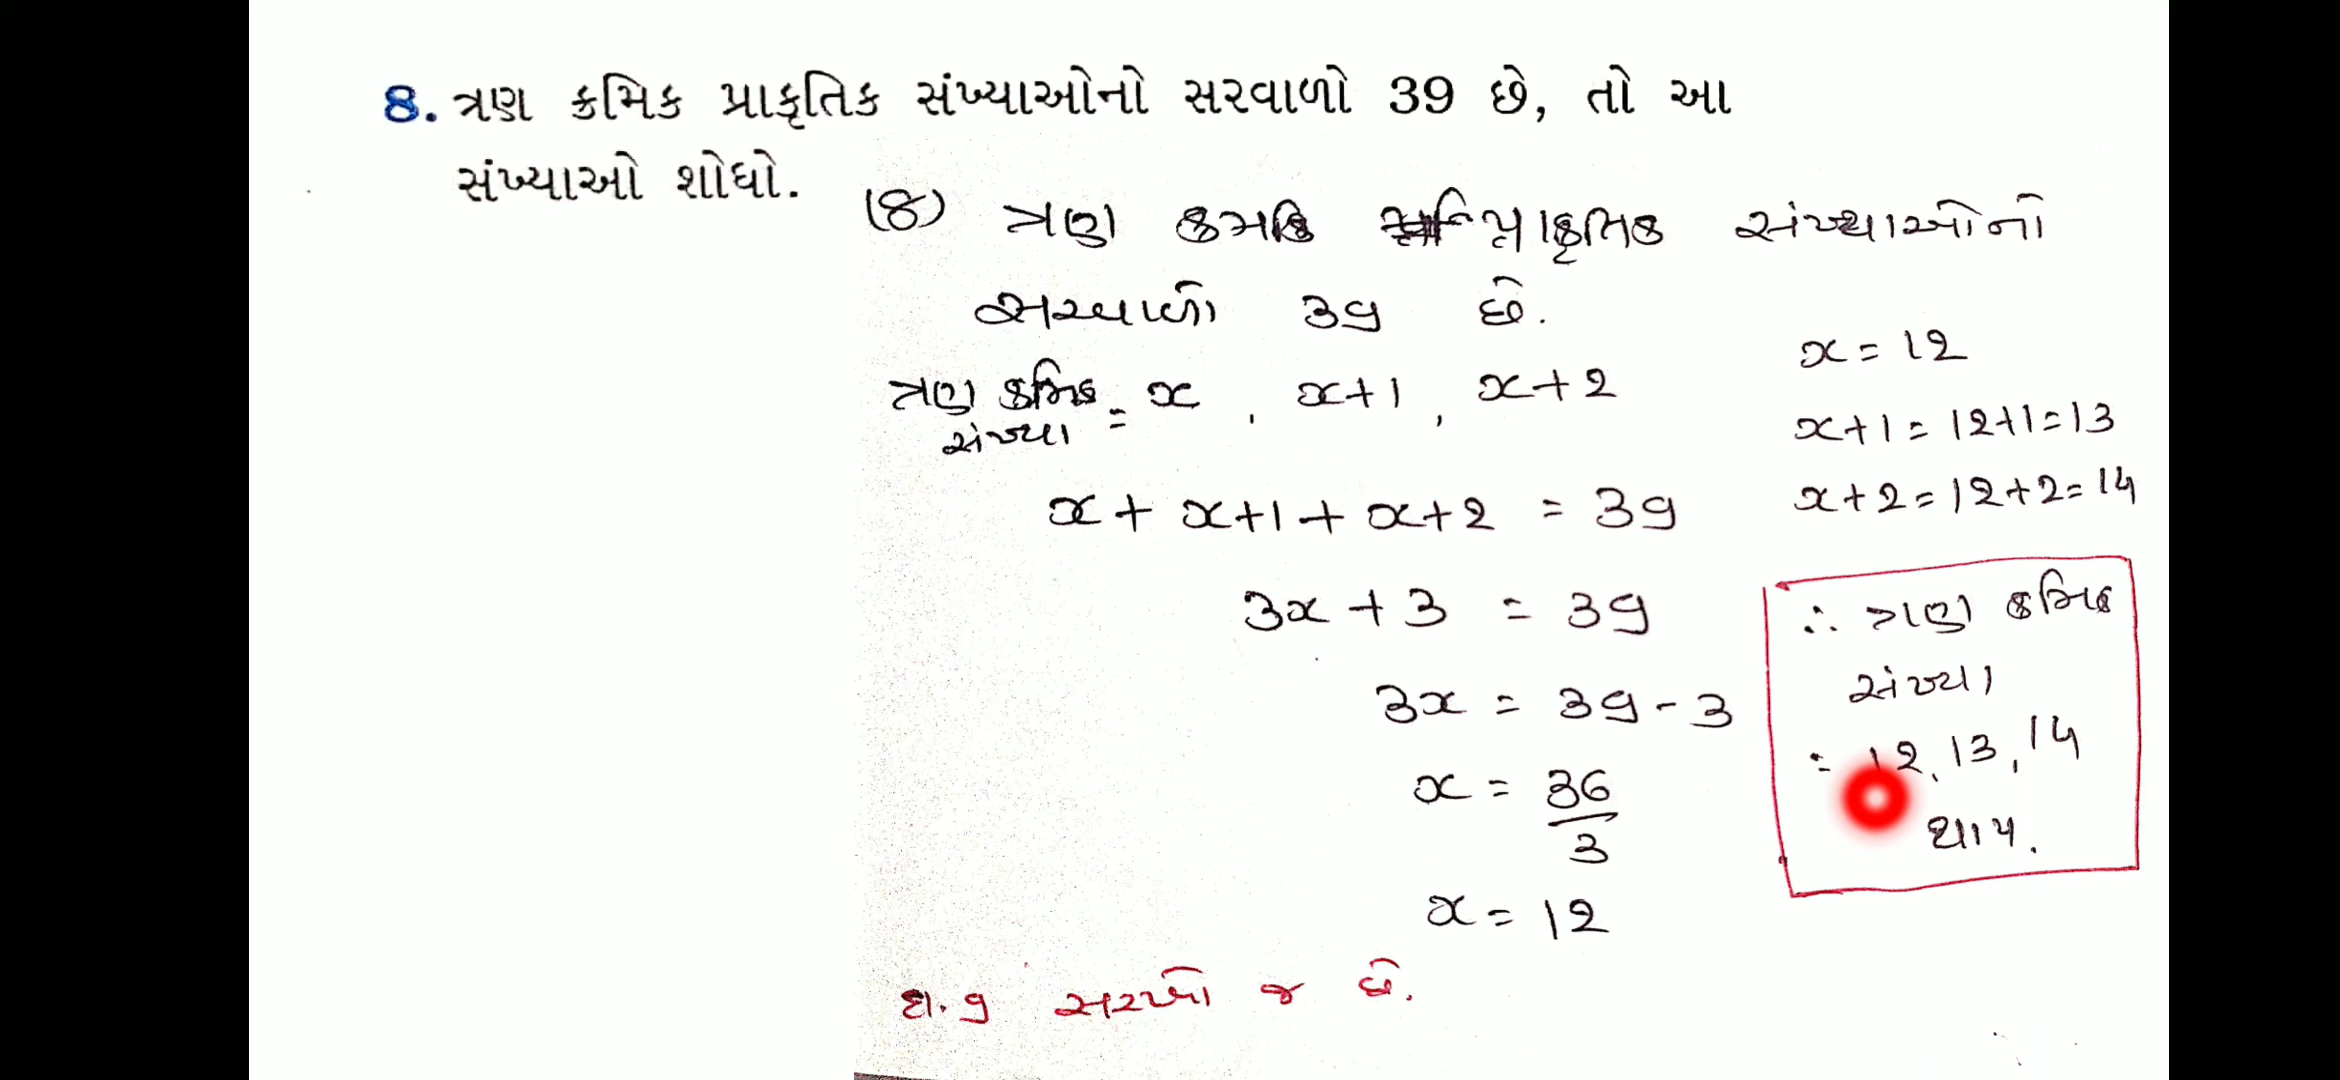 8. ત્રણ ક્રમિક પ્રાકૃતિક સંખ્યાઓનો સરવાળો 39 છે, તો આ
સંખ્યાઓ શોધો.
(8) ત્રણ ક્રમિક પ્રાકૃતિક સંખ્યાઓનો
સરવાળો 39 છે.
ત્રણ ક્રમિક સંખ્યા = x , x+1 , x+2
x + x+1 + x+2 = 39
3x + 3 = 39
3x = 39 - 3
x = 36/3
x = 12
દા. 9 સરખો જ છે.
x = 12
x+1 = 12+1 = 13
x+2 = 12+2 = 14
∴ ત્રણ ક્રમિક
સંખ્યા
= 12, 13, 14
થાય.